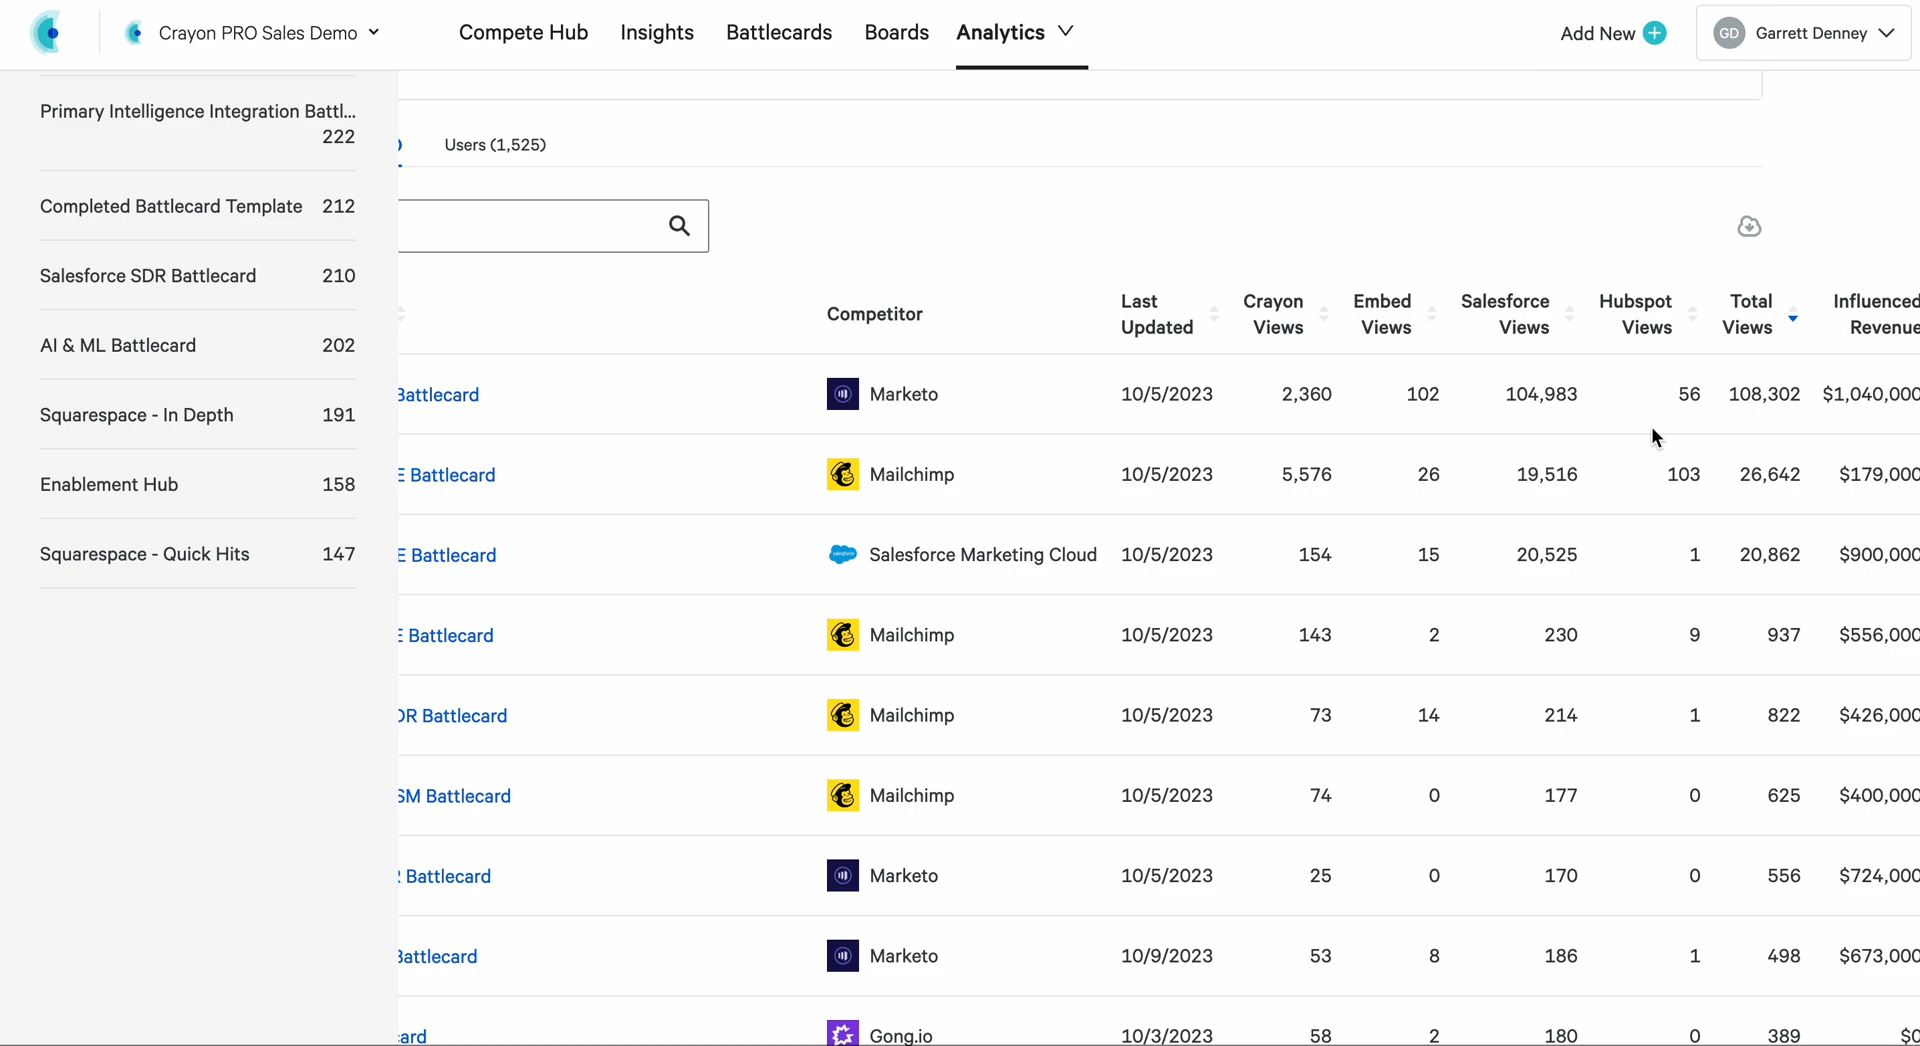 Crayon PRO Sales Demo
Compete Hub
Insights
Battlecards
Boards
Analytics
Add New
GD
Garrett Denney
Primary Intelligence Integration Battl...
222
Completed Battlecard Template 212
Salesforce SDR Battlecard 210
AI & ML Battlecard 202
Squarespace - In Depth 191
Enablement Hub 158
Squarespace - Quick Hits 147
Users (1,525)
Competitor
Last Updated
Crayon Views
Embed Views
Salesforce Views
Hubspot Views
Total Views
Influenced Revenue
Battlecard Marketo 10/5/2023 2,360 102 104,983 56 108,302 $1,040,000
E Battlecard Mailchimp 10/5/2023 5,576 26 19,516 103 26,642 $179,000
E Battlecard salesforce Salesforce Marketing Cloud 10/5/2023 154 15 20,525 1 20,862 $900,000
E Battlecard Mailchimp 10/5/2023 143 2 230 9 937 $556,000
DR Battlecard Mailchimp 10/5/2023 73 14 214 1 822 $426,000
SM Battlecard Mailchimp 10/5/2023 74 0 177 0 625 $400,000
R Battlecard Marketo 10/5/2023 25 0 170 0 556 $724,000
Battlecard Marketo 10/9/2023 53 8 186 1 498 $673,000
card Gong.io 10/3/2023 58 2 180 0 389 $0